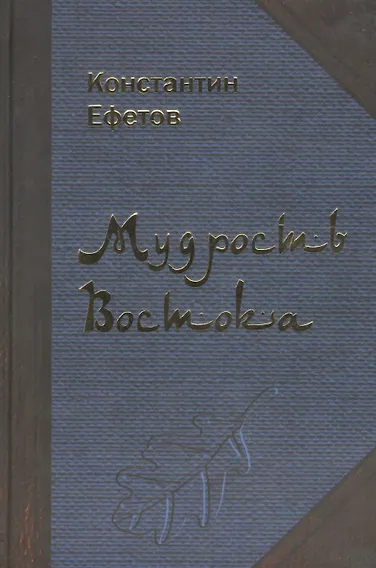 Константин
Ефетов
Мудрость
Востока